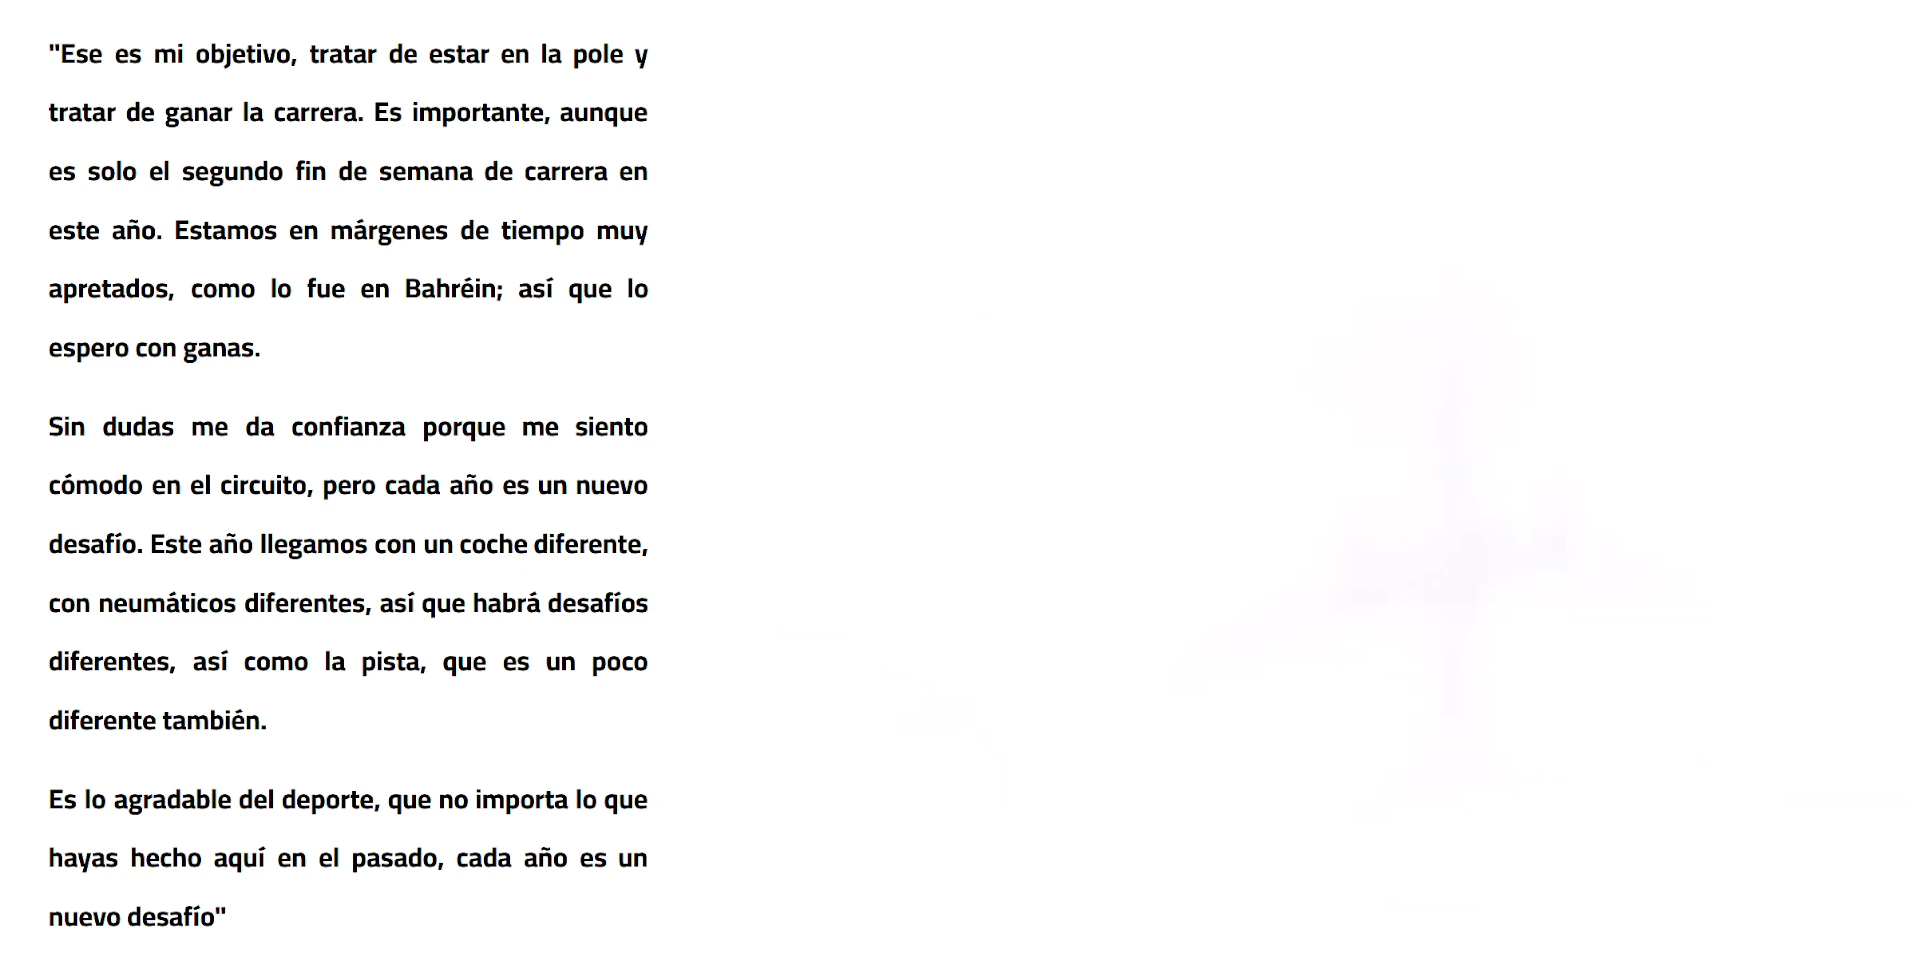 "Ese es mi objetivo, tratar de estar en la pole y
tratar de ganar la carrera. Es importante, aunque
es solo el segundo fin de semana de carrera en
este año. Estamos en márgenes de tiempo muy
apretados, como lo fue en Bahréin; así que lo
espero con ganas.
Sin dudas me da confianza porque me siento
cómodo en el circuito, pero cada año es un nuevo
desafío. Este año llegamos con un coche diferente,
con neumáticos diferentes, así que habrá desafíos
diferentes, así como la pista, que es un poco
diferente también.
Es lo agradable del deporte, que no importa lo que
hayas hecho aquí en el pasado, cada año es un
nuevo desafío"